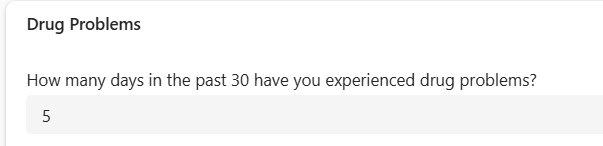 Drug Problems
How many days in the past 30 have you experienced drug problems?
5